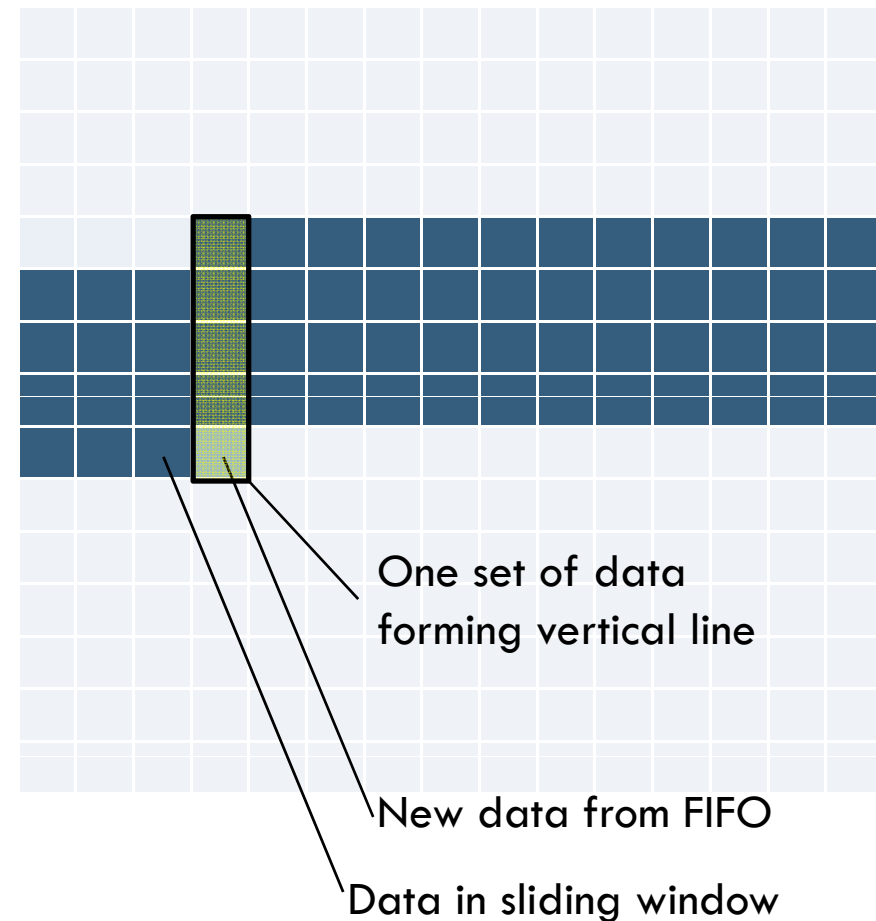 One set of data
forming vertical line
New data from FIFO
Data in sliding window